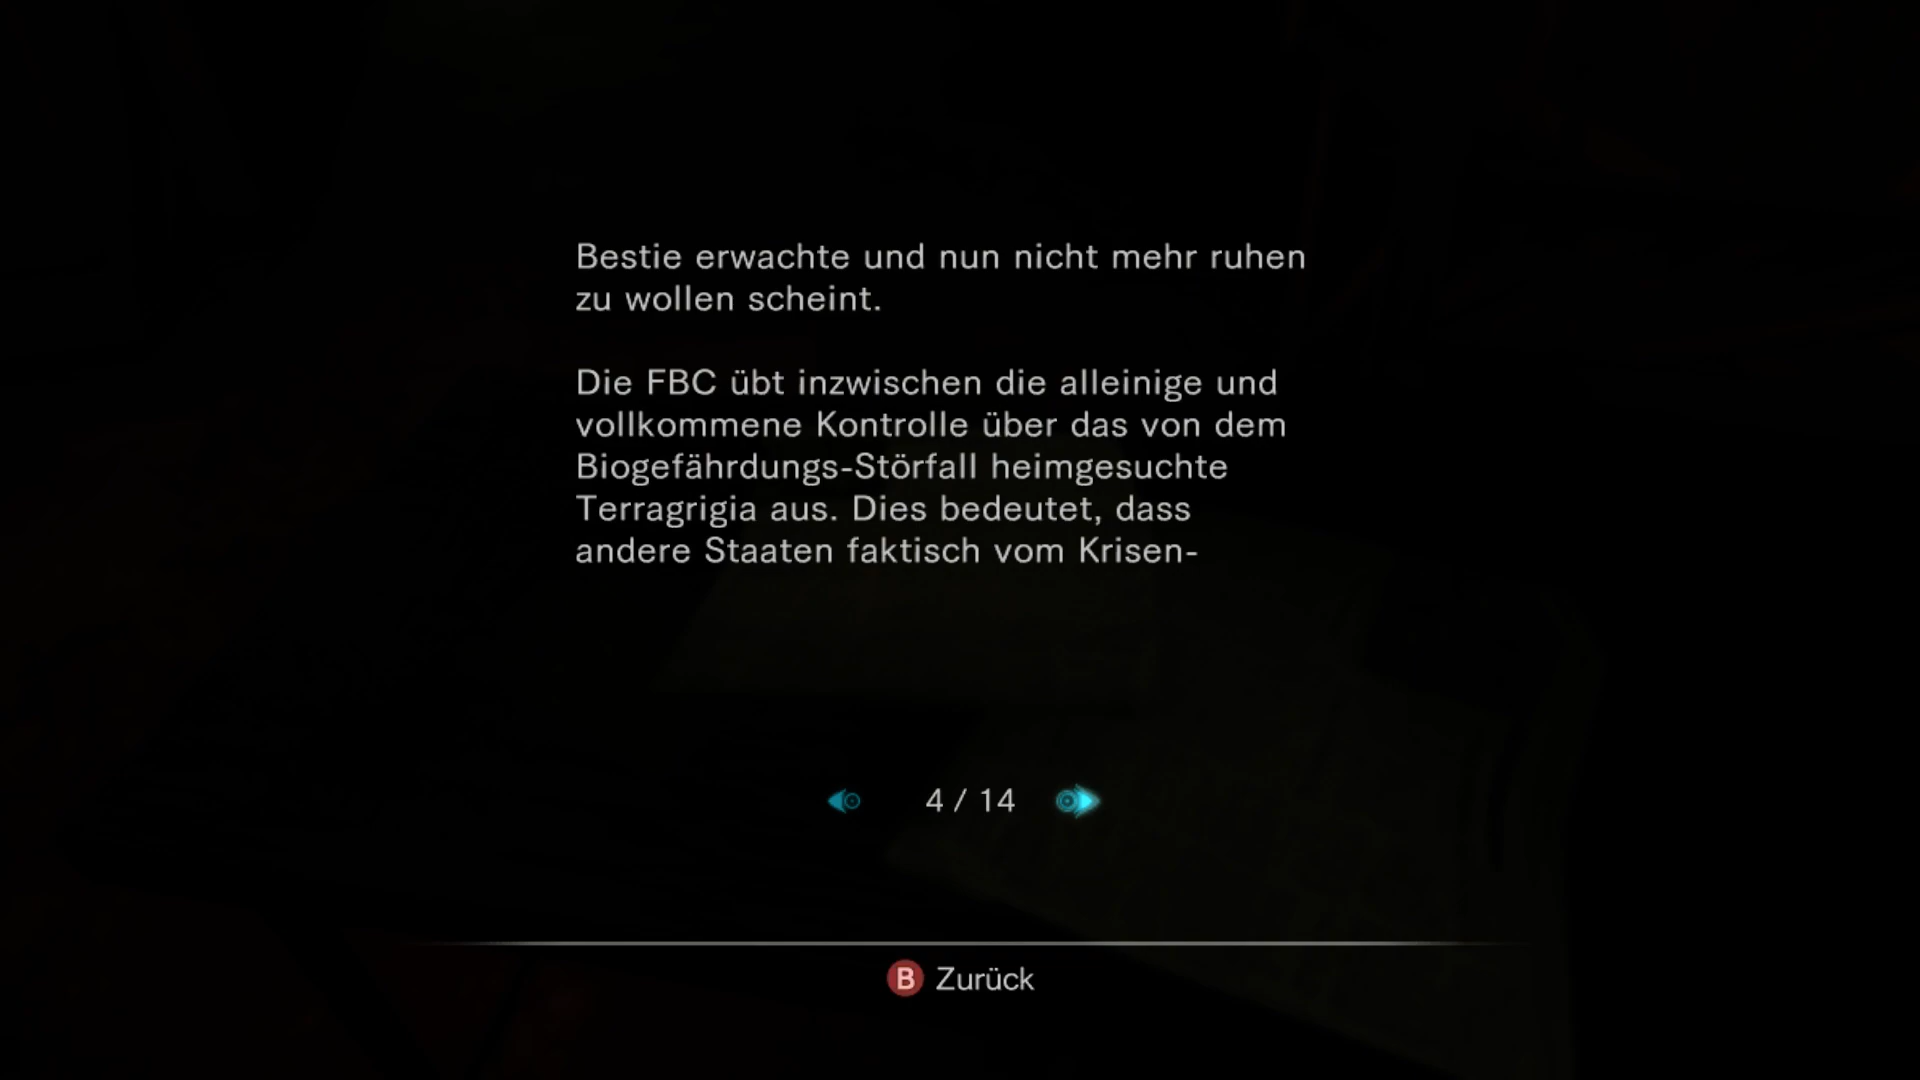 Bestie erwachte und nun nicht mehr ruhen
zu wollen scheint.
Die FBC übt inzwischen die alleinige und
vollkommene Kontrolle über das von dem
Biogefährdungs-Störfall heimgesuchte
Terragrigia aus. Dies bedeutet, dass
andere Staaten faktisch vom Krisen-
4 / 14
B Zurück